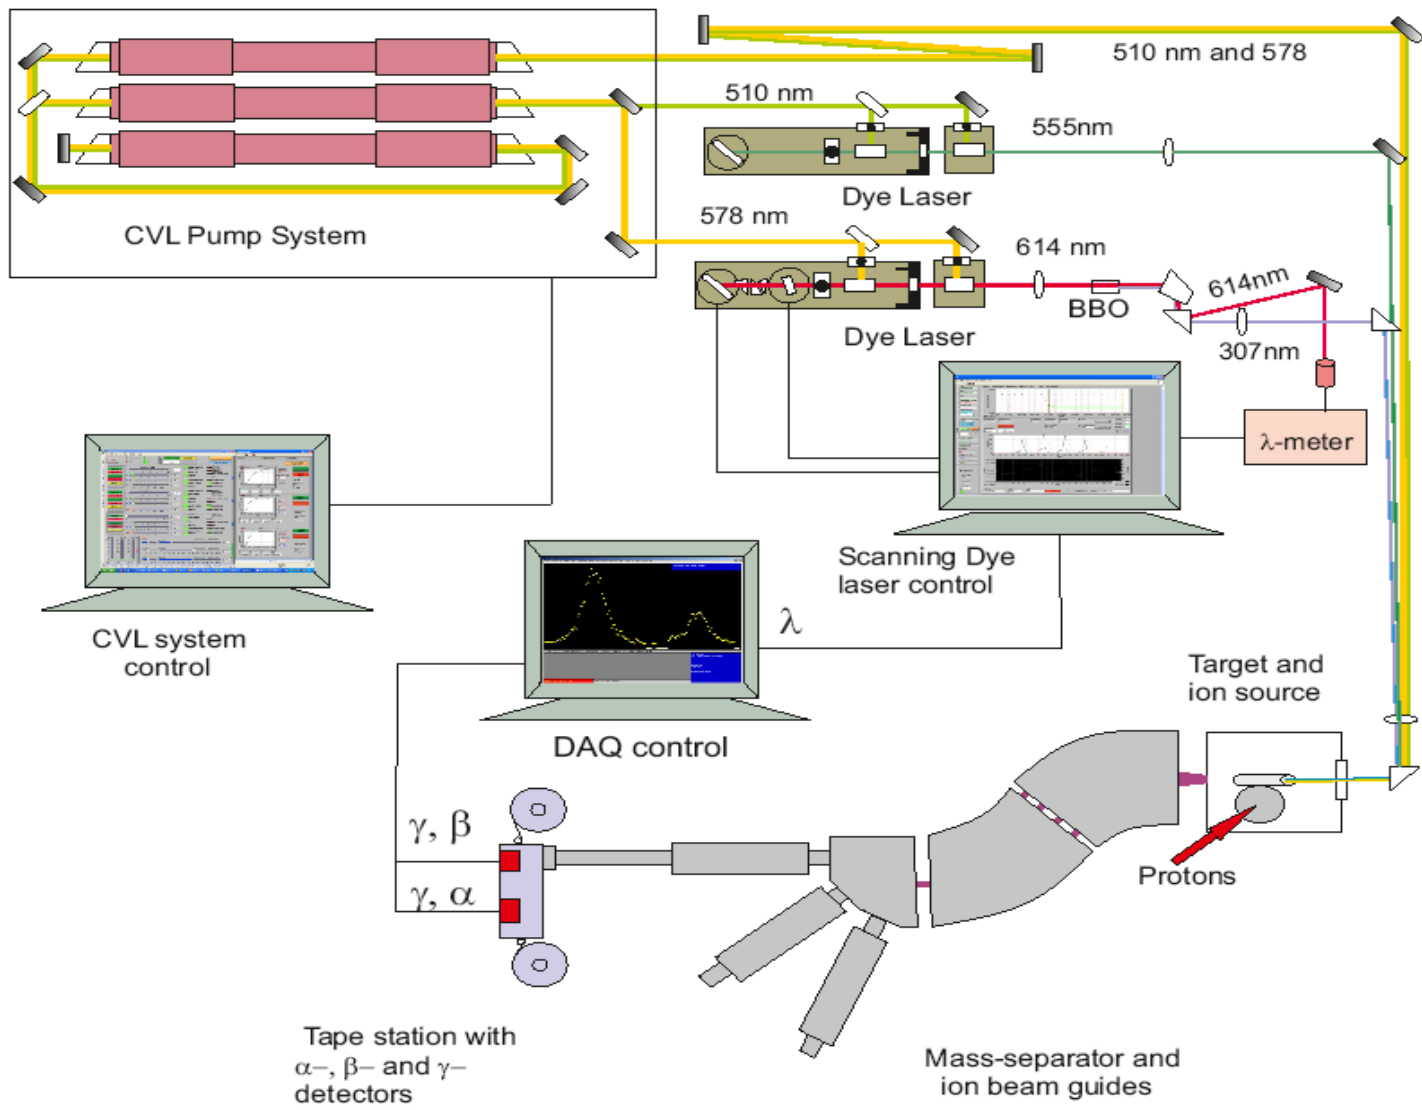 510 nm and 578
510 nm
555nm
Dye Laser
CVL Pump System
578 nm
614 nm
614nm
BBO
307nm
Dye Laser
λ-meter
Scanning Dye
laser control
λ
CVL system
control
DAQ control
Target and
ion source
Protons
γ, β
γ, α
Tape station with
α–, β– and γ–
detectors
Mass-separator and
ion beam guides